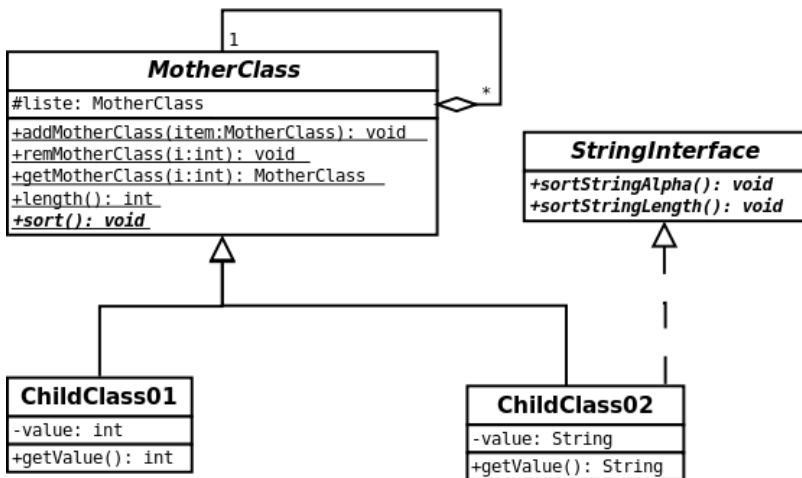 1
MotherClass
#liste: MotherClass
*
+addMotherClass(item:MotherClass): void
+remMotherClass(i:int): void
+getMotherClass(i:int): MotherClass
+length(): int
+sort(): void
StringInterface
+sortStringAlpha(): void
+sortStringLength(): void
ChildClass01
-value: int
+getValue(): int
ChildClass02
-value: String
+getValue(): String